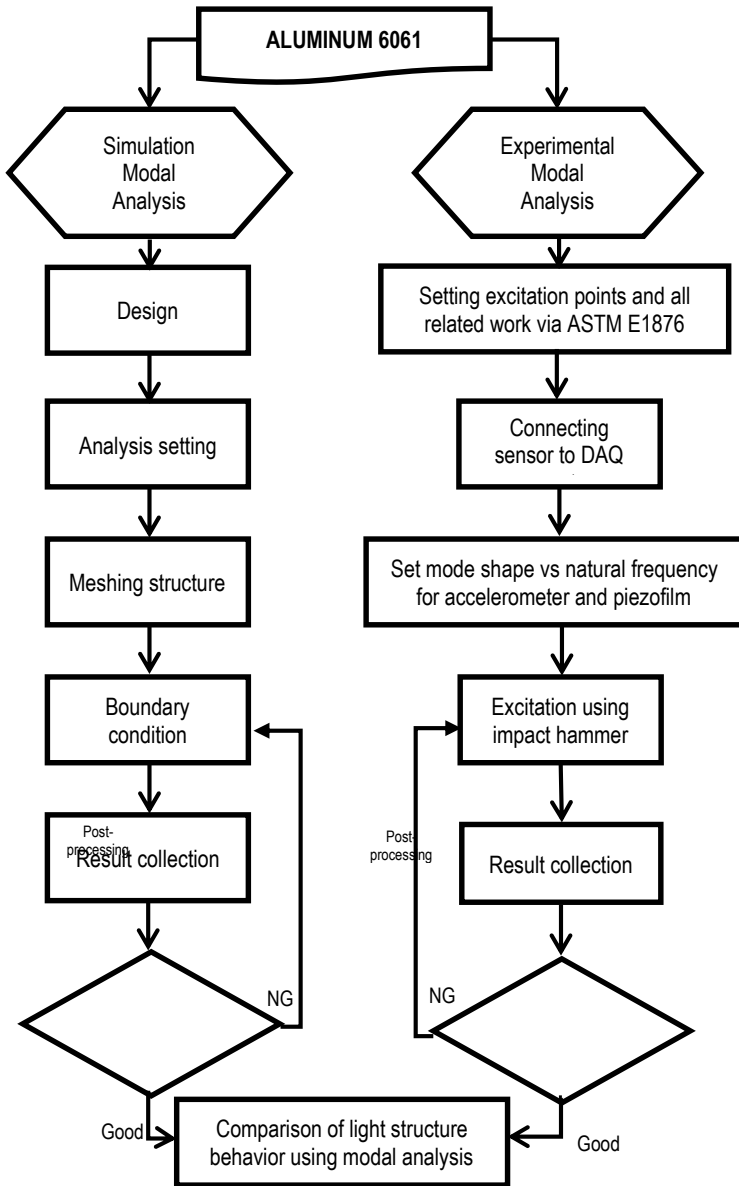 ALUMINUM 6061
Simulation
Modal
Analysis
Design
Analysis setting
Meshing structure
Boundary
condition
Post-
processing
Result collection
NG
Good
Experimental
Modal
Analysis
Setting excitation points and all
related work via ASTM E1876
Connecting
sensor to DAQ
Set mode shape vs natural frequency
for accelerometer and piezofilm
Excitation using
impact hammer
Post-
processing
Result collection
NG
Good
Comparison of light structure
behavior using modal analysis